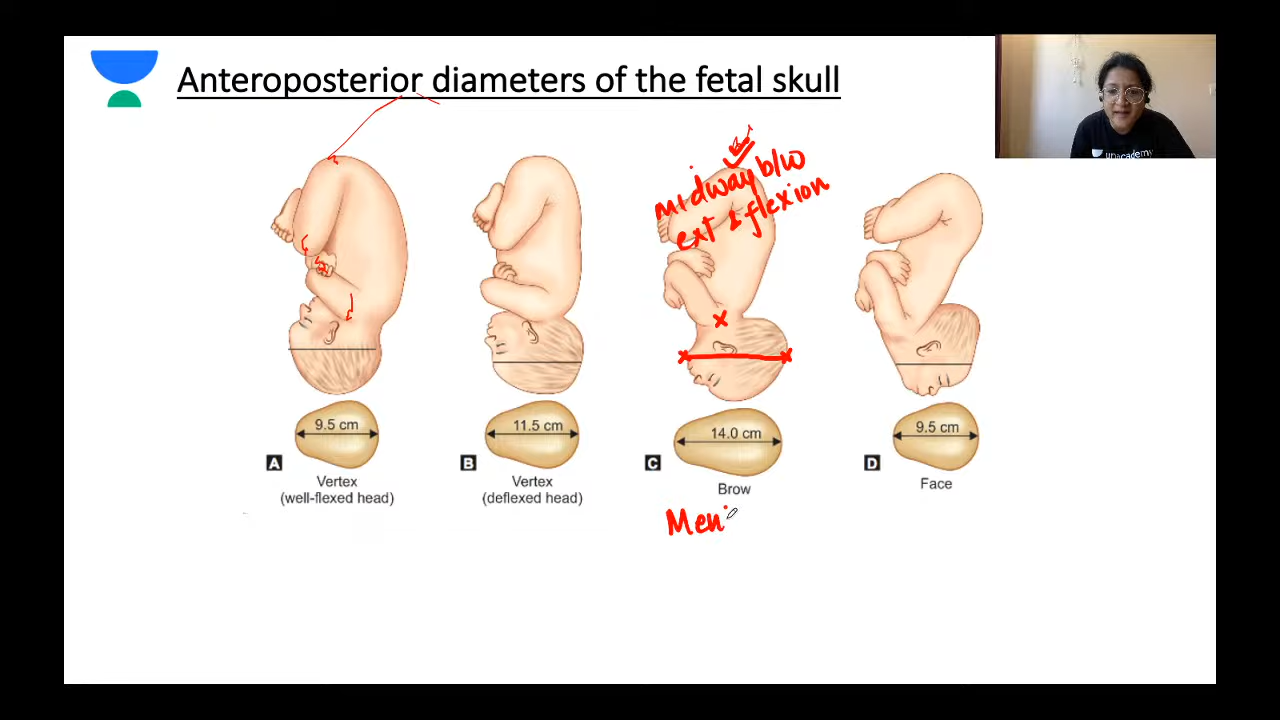 Anteroposterior diameters of the fetal skull
unacademy
midway b/w
ext & flexion
9.5 cm
11.5 cm
14.0 cm
9.5 cm
A
B
C
D
Vertex
(well-flexed head)
Vertex
(deflexed head)
Brow
Face
Men